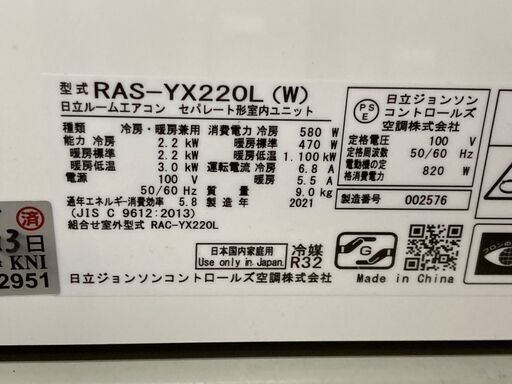 型式 RAS-YX220L (W)
日立ルームエアコン セパレート形室内ユニット
種類 冷房・暖房兼用
能力 冷房 2.2 kW
暖房標準 2.2 kW
暖房低温 3.0 kW
電源 100 V
50/60 Hz
通年エネルギー消費効率 5.8
(JIS C 9612:2013)
組合せ室外型式 RAC-YX220L
消費電力 冷房 580 W
暖房標準 470 W
暖房低温 1.100 kW
運転電流 冷房 6.8 A
暖房 5.5 A
質量 9.0 kg
製造年 2021
PSE
日立ジョンソン
コントロールズ
空調株式会社
定格電圧 100 V
定格周波数 50/60 Hz
電動機の定
格消費電力 820 W
製造番号 002576
日本国内家庭用
Use only in Japan.
冷媒
R32
G
Made in China
日立ジョンソンコントロールズ空調株式会社
済
3日
KNI
2951
フロンの